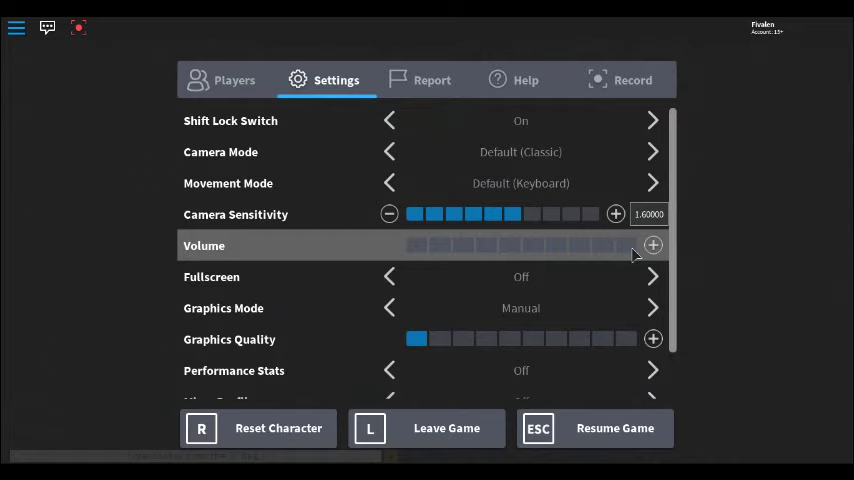 Fivalen
Account: 13+
Players
Settings
Report
Help
Record
Shift Lock Switch
On
Camera Mode
Default (Classic)
Movement Mode
Default (Keyboard)
Camera Sensitivity
1.60000
Volume
Fullscreen
Off
Graphics Mode
Manual
Graphics Quality
Performance Stats
Off
R Reset Character
L Leave Game
ESC Resume Game